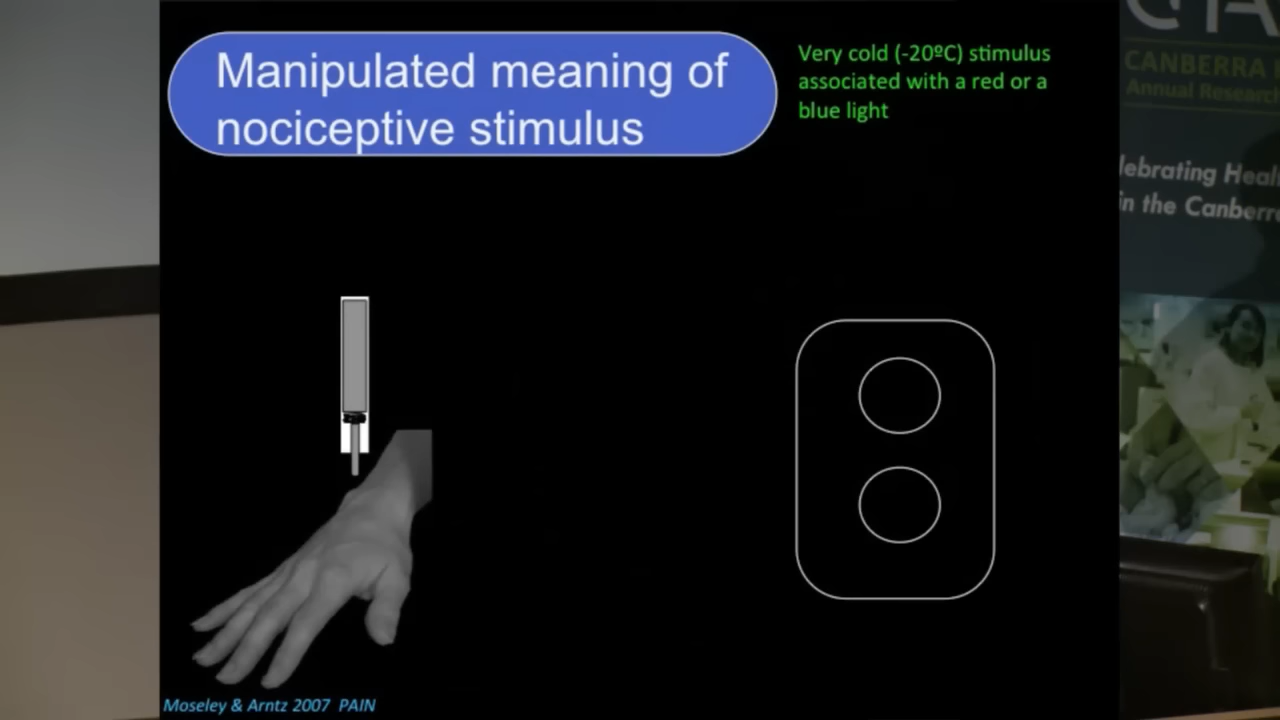 Manipulated meaning of
nociceptive stimulus
Very cold (-20ºC) stimulus
associated with a red or a
blue light
CANBERRA
Annual Research
lebrating Heal
in the Canberr
Moseley & Arntz 2007 PAIN